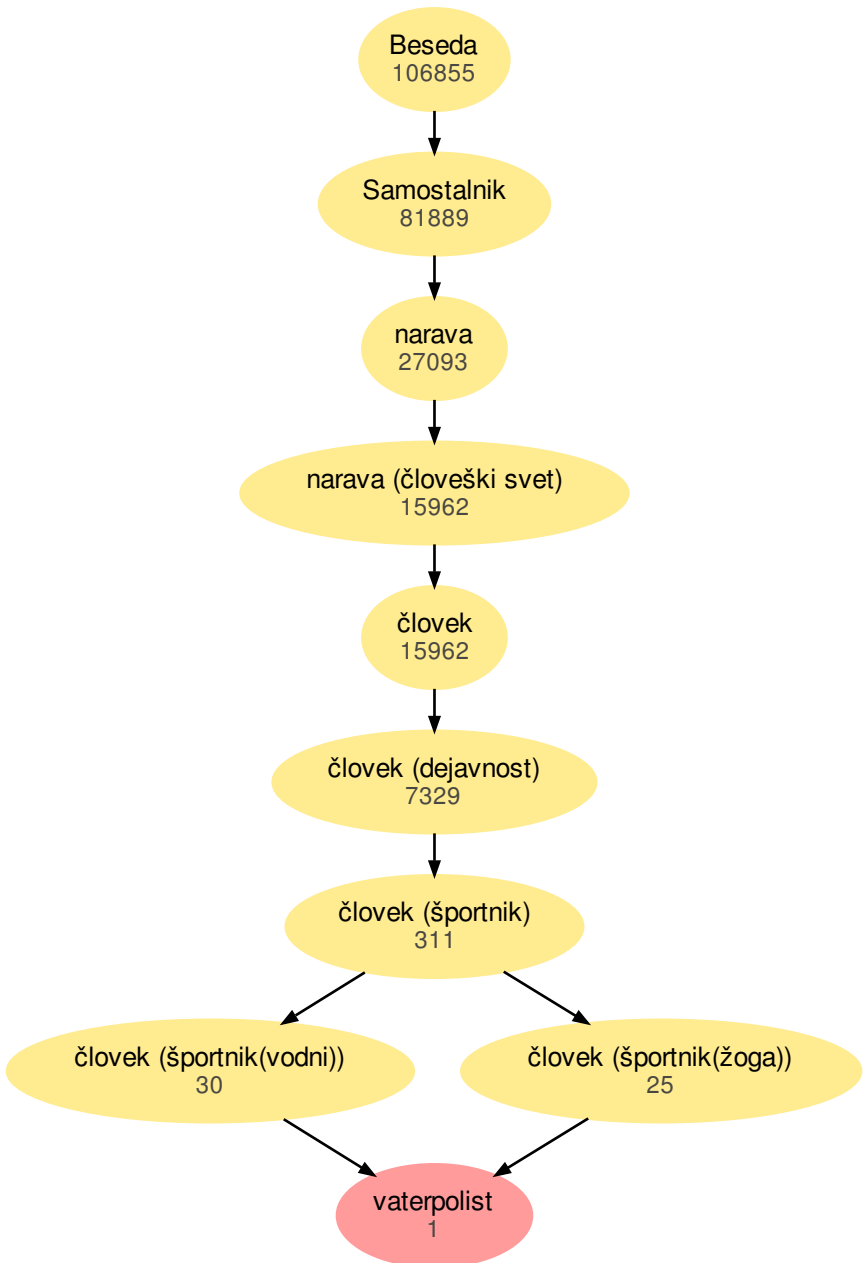 Beseda
106855
Samostalnik
81889
narava
27093
narava (človeški svet)
15962
človek
15962
človek (dejavnost)
7329
človek (športnik)
311
človek (športnik(vodni))
30
človek (športnik(žoga))
25
vaterpolist
1